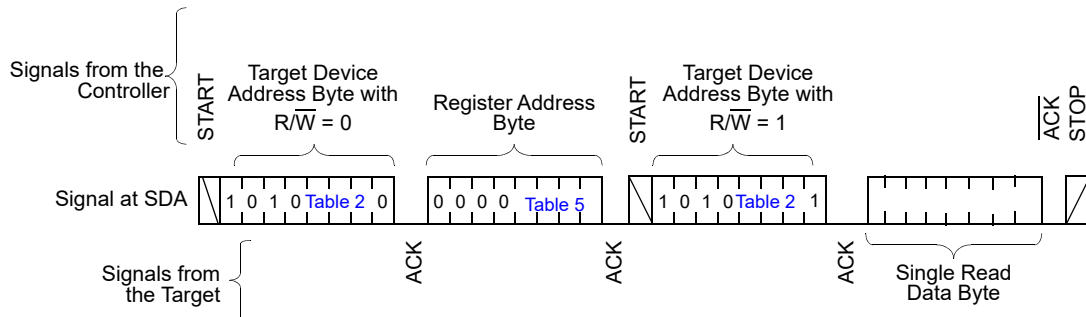 Signals from the
Controller
START
Target Device
Address Byte with
R/W̅ = 0
Register Address
Byte
START
Target Device
Address Byte with
R/W̅ = 1
A̅C̅K̅
STOP
Signal at SDA
1 0 1 0 Table 2 0
0 0 0 0 Table 5
1 0 1 0 Table 2 1
Signals from
the Target
ACK
ACK
ACK
Single Read
Data Byte